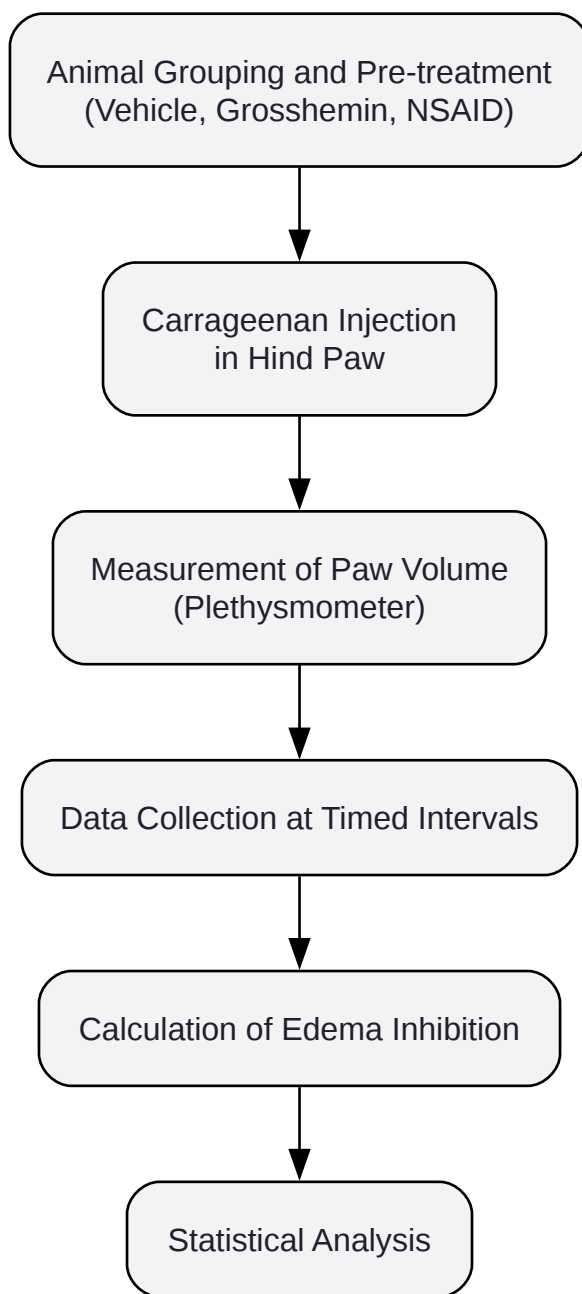 Animal Grouping and Pre-treatment
(Vehicle, Grosshemin, NSAID)
Carrageenan Injection
in Hind Paw
Measurement of Paw Volume
(Plethysmometer)
Data Collection at Timed Intervals
Calculation of Edema Inhibition
Statistical Analysis